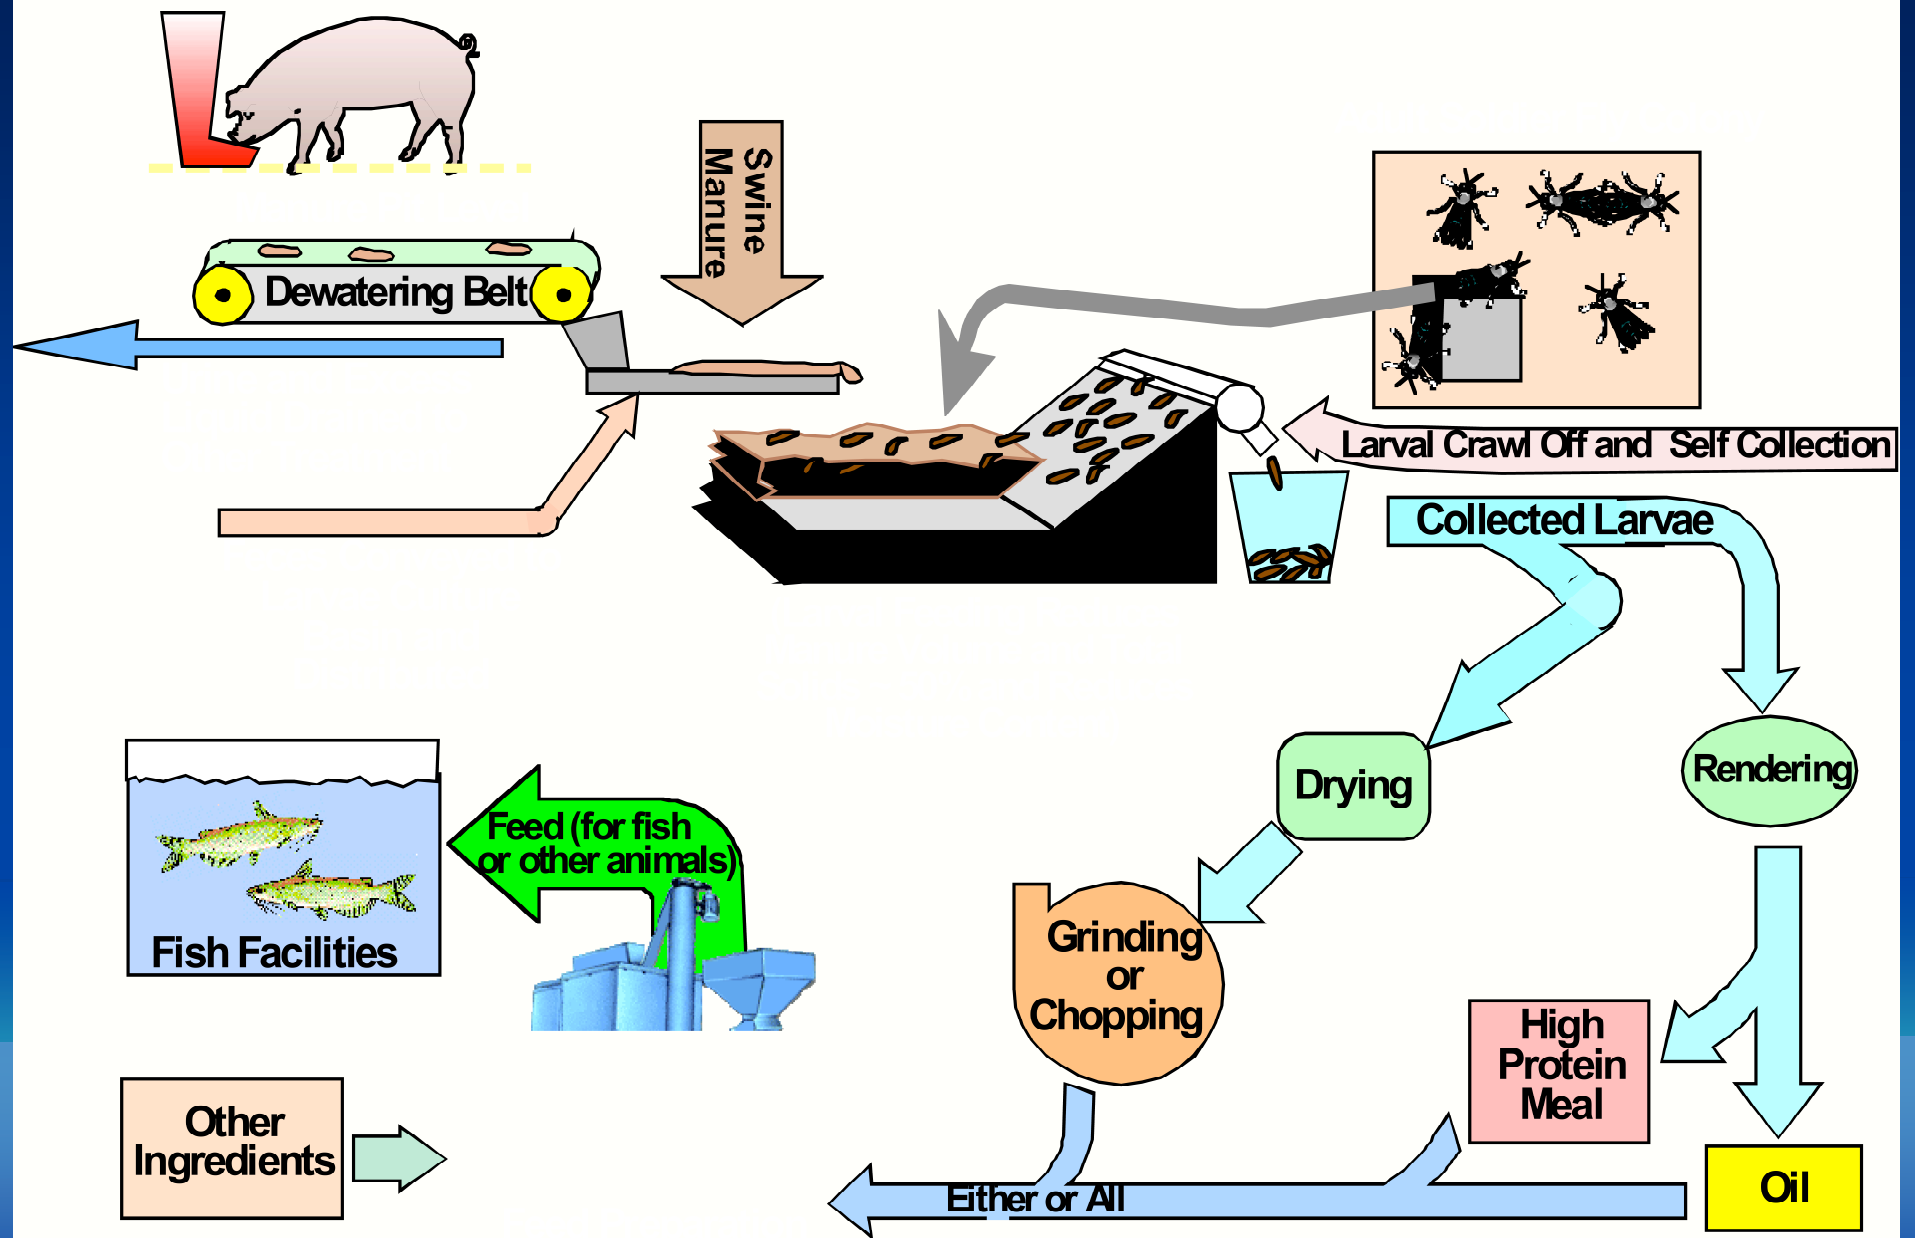 Swine
Manure
Dewatering Belt
Larval Crawl Off and Self Collection
Collected Larvae
Drying
Rendering
Feed (for fish
or other animals)
Fish Facilities
Grinding
or
Chopping
High
Protein
Meal
Other
Ingredients
Either or All
Oil